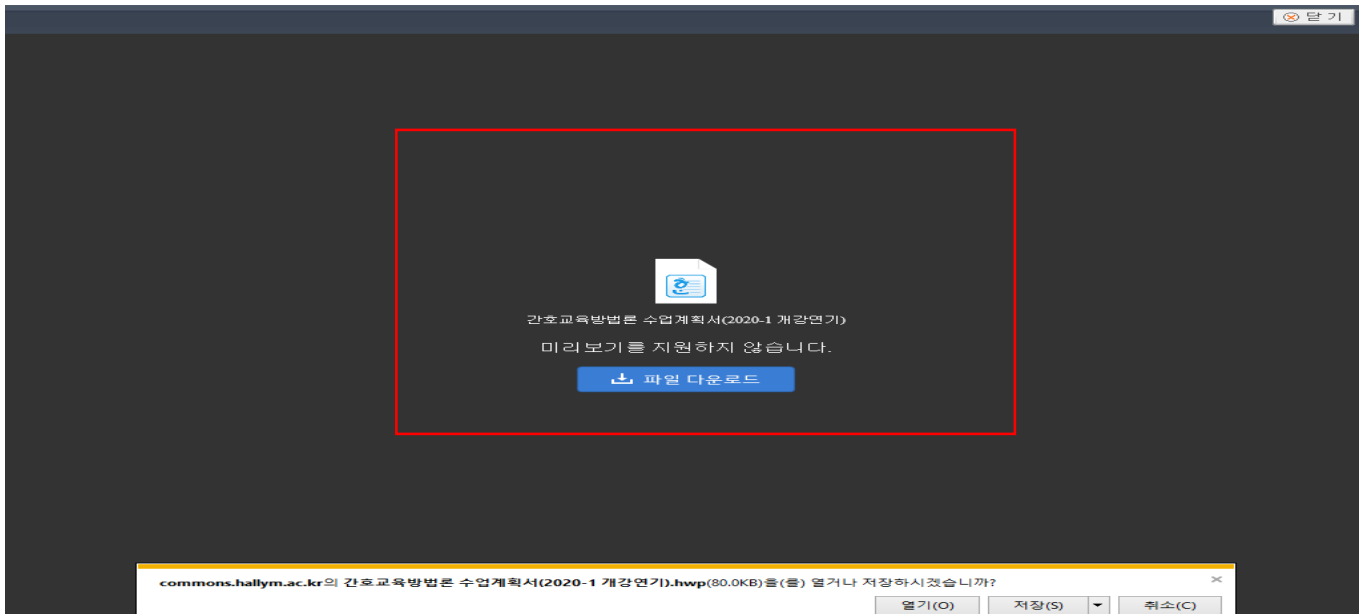 닫기
간호교육방법론 수업계획서(2020-1 개강연기)
미리보기를 지원하지 않습니다.
파일 다운로드
commons.hallym.ac.kr의 간호교육방법론 수업계획서(2020-1 개강연기).hwp(80.0KB)을(를) 열거나 저장하시겠습니까?
열기(O) 저장(S) 취소(C)